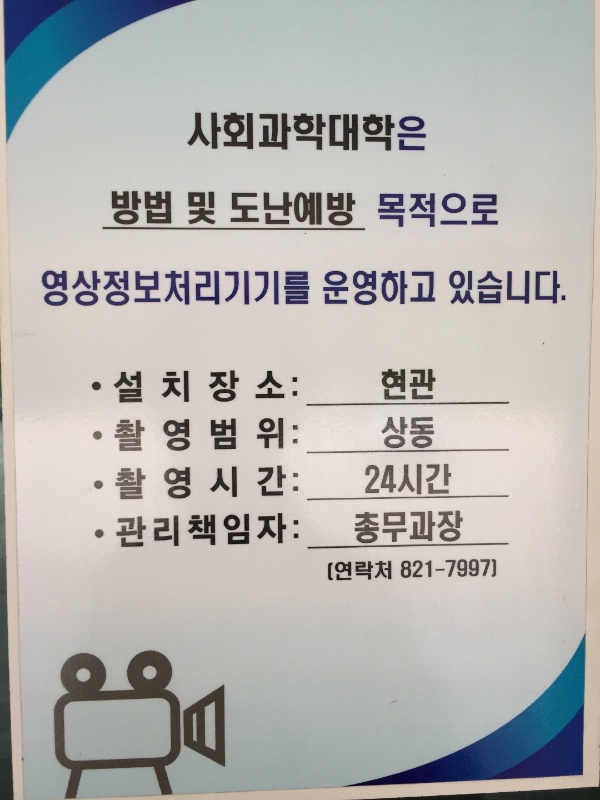 사회과학대학은
방법 및 도난예방 목적으로
영상정보처리기기를 운영하고 있습니다.
• 설 치 장 소: 현관
• 촬 영 범 위: 상동
• 촬 영 시 간: 24시간
• 관리책임자: 총무과장
(연락처 821-7997)